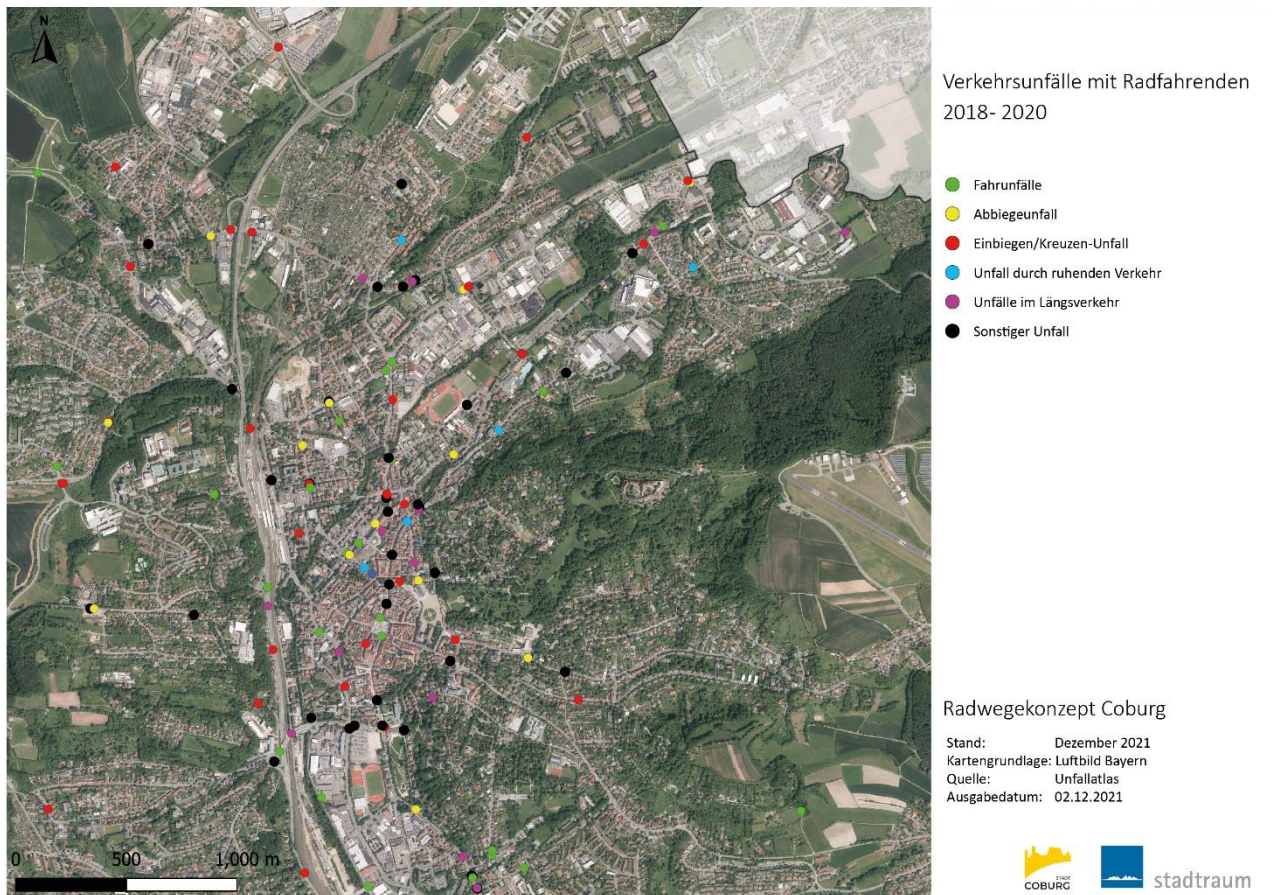 N
Verkehrsunfälle mit Radfahrenden
2018- 2020
Fahrunfälle
Abbiegeunfall
Einbiegen/Kreuzen-Unfall
Unfall durch ruhenden Verkehr
Unfälle im Längsverkehr
Sonstiger Unfall
Radwegekonzept Coburg
Stand: Dezember 2021
Kartengrundlage: Luftbild Bayern
Quelle: Unfallatlas
Ausgabedatum: 02.12.2021
0 500 1,000 m
STADT
COBURG
stadtraum